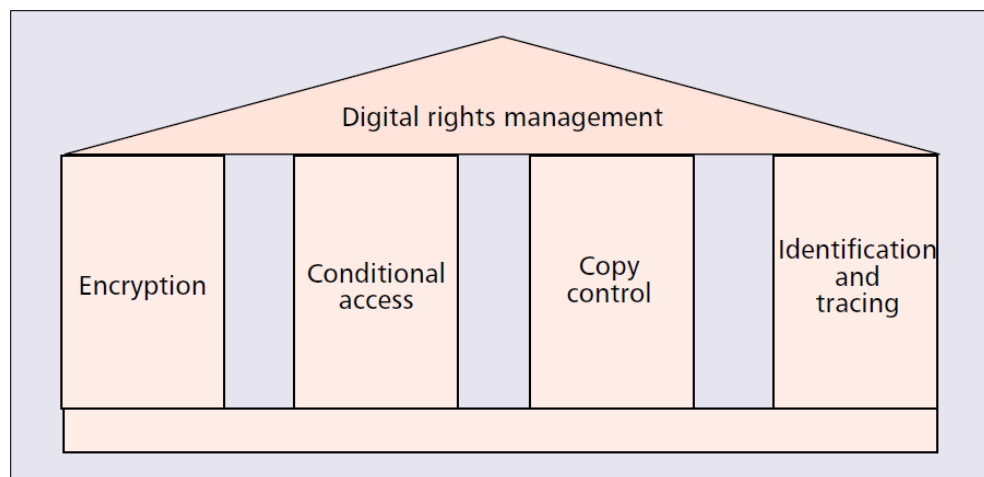 Digital rights management
Encryption
Conditional
access
Copy
control
Identification
and
tracing